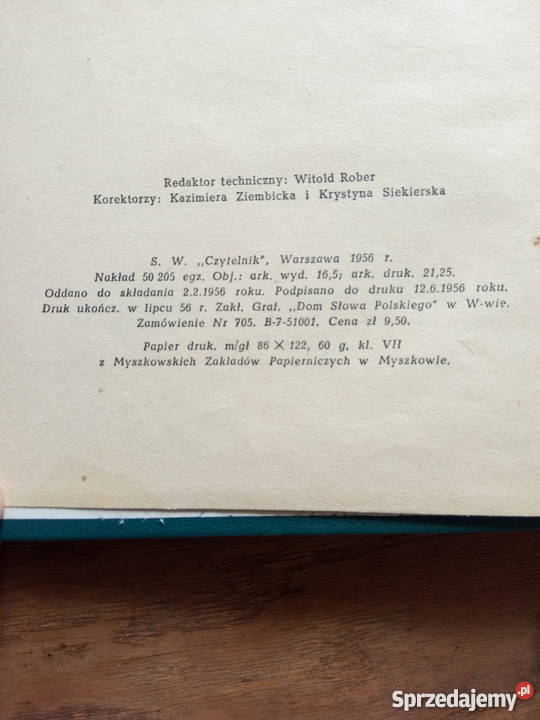 Redaktor techniczny: Witold Rober
Korektorzy: Kazimiera Ziembicka i Krystyna Siekierska
S. W. „Czytelnik", Warszawa 1956 r.
Nakład 50 205 egz. Obj.: ark. wyd. 16,5; ark. druk. 21,25.
Oddano do składania 2.2.1956 roku. Podpisano do druku 12.6.1956 roku.
Druk ukończ. w lipcu 56 r. Zakł. Graf. „Dom Słowa Polskiego" w W-wie.
Zamówienie Nr 705. B-7-51001. Cena zł 9,50.
Papier druk. m/gł 86 × 122, 60 g, kl. VII
z Myszkowskich Zakładów Papierniczych w Myszkowie.
Sprzedajemy.pl